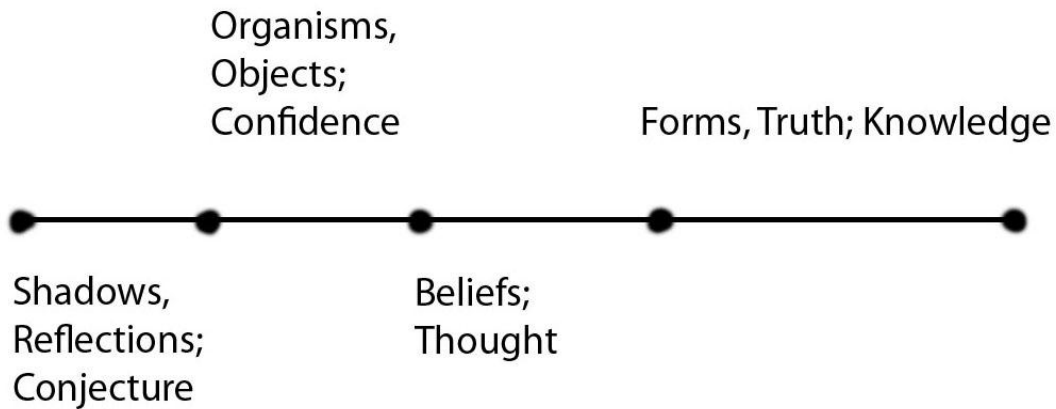 Organisms,
Objects;
Confidence
Forms, Truth; Knowledge
Shadows,
Reflections;
Conjecture
Beliefs;
Thought